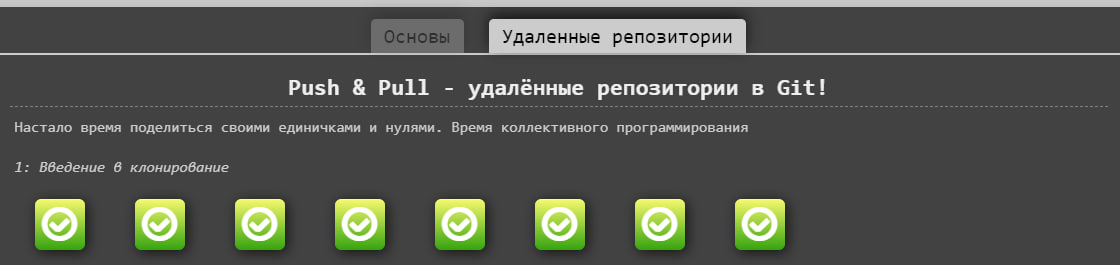 Основы
Удаленные репозитории
Push & Pull - удалённые репозитории в Git!
Настало время поделиться своими единичками и нулями. Время коллективного программирования
1: Введение в клонирование